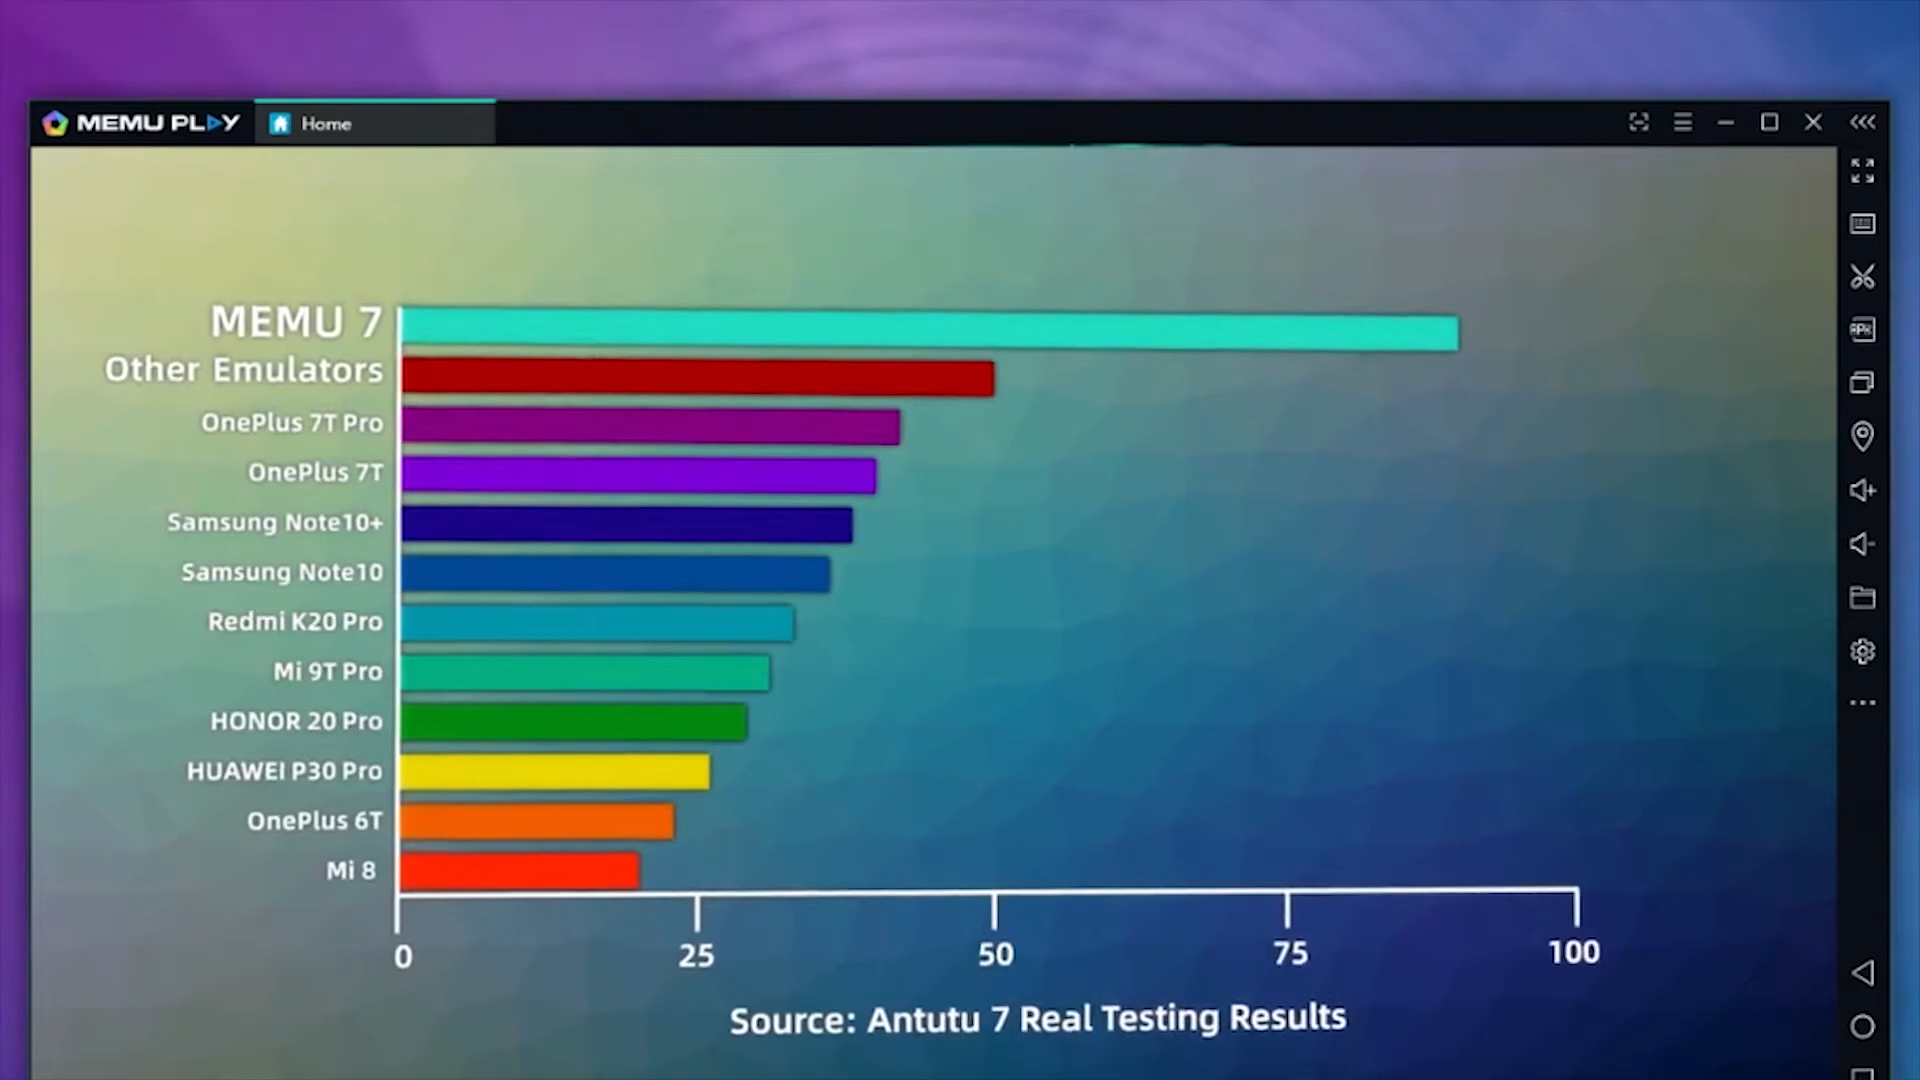 MEMU PLAY
Home
MEMU 7
Other Emulators
OnePlus 7T Pro
OnePlus 7T
Samsung Note10+
Samsung Note10
Redmi K20 Pro
Mi 9T Pro
HONOR 20 Pro
HUAWEI P30 Pro
OnePlus 6T
Mi 8
0 25 50 75 100
Source: Antutu 7 Real Testing Results
APK